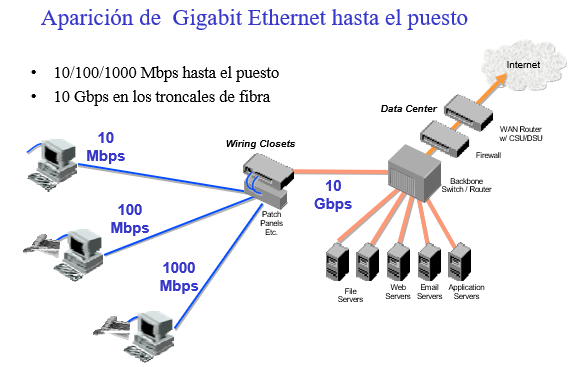 Aparición de Gigabit Ethernet hasta el puesto
• 10/100/1000 Mbps hasta el puesto
• 10 Gbps en los troncales de fibra
Internet
Data Center
WAN Router
w/ CSU/DSU
Firewall
Wiring Closets
10
Mbps
10
Gbps
Backbone
Switch / Router
100
Mbps
Patch
Panels
Etc.
1000
Mbps
File
Servers
Web
Servers
Email
Servers
Application
Servers